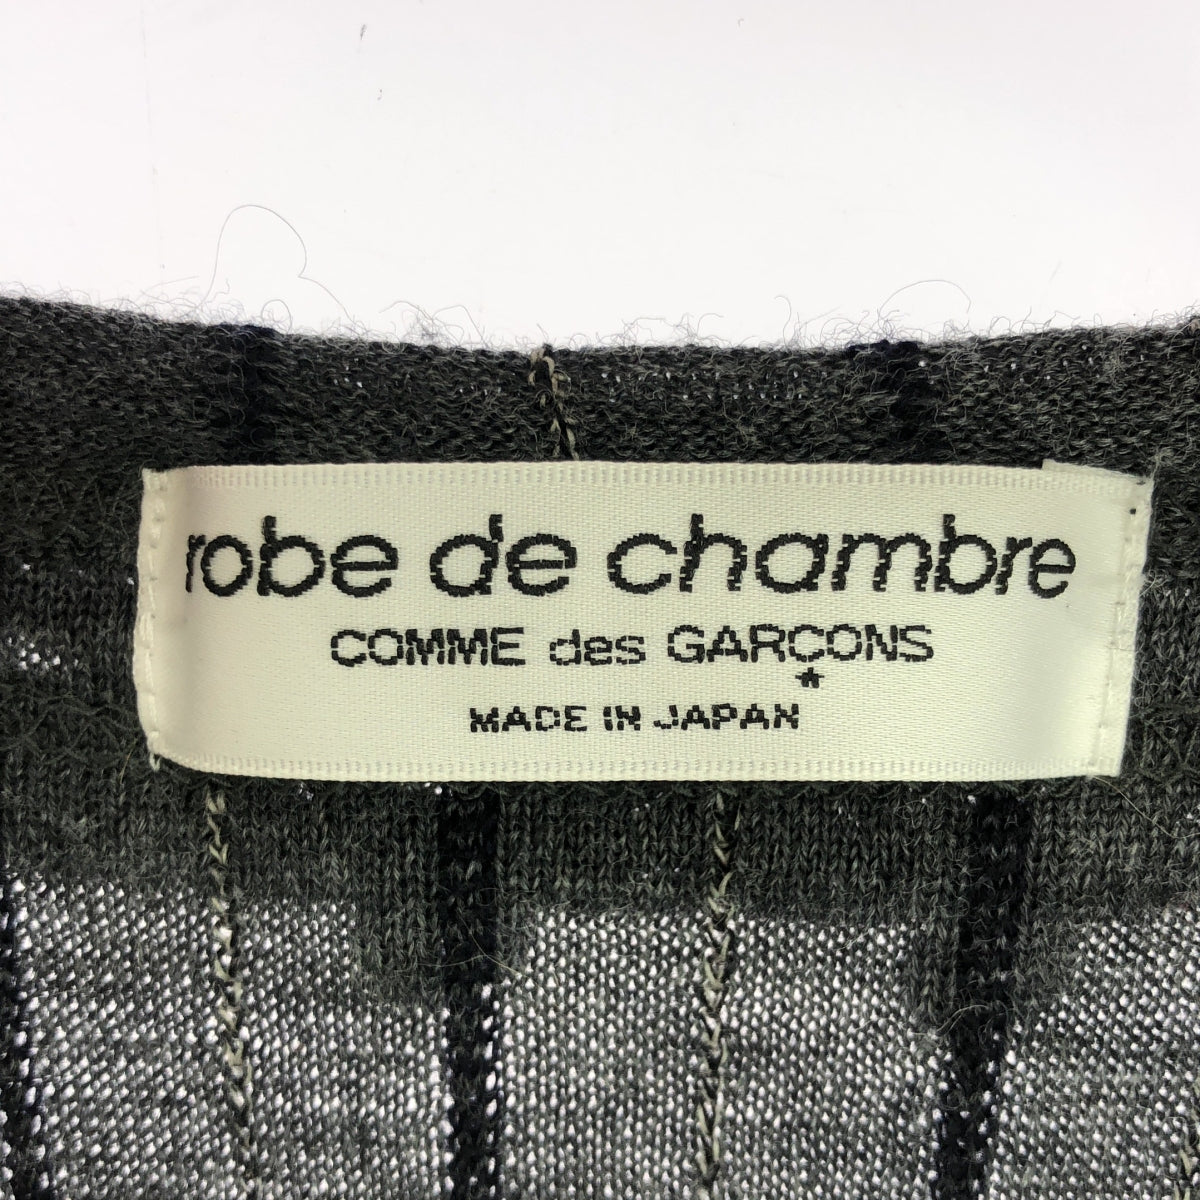 robe de chambre
COMME des GARÇONS
MADE IN JAPAN